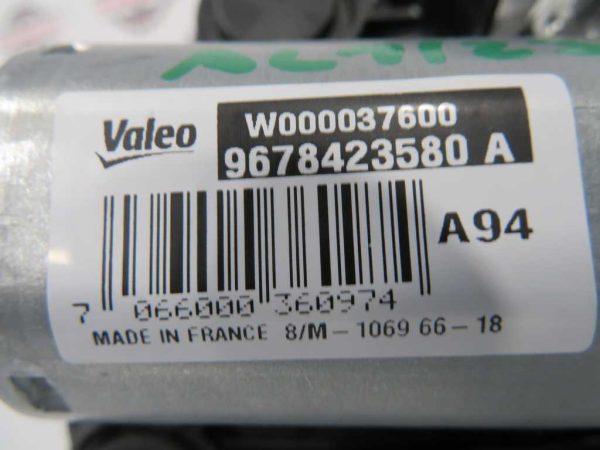 Valeo
W000037600
9678423580 A
A94
7 066000 360974
MADE IN FRANCE 8/M-1069 66-18